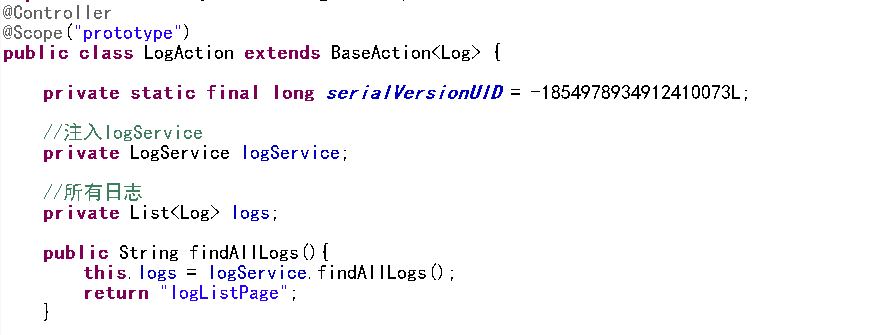 @Controller
@Scope("prototype")
public class LogAction extends BaseAction<Log> {
private static final long serialVersionUID = -1854978934912410073L;
//注入logService
private LogService logService;
//所有日志
private List<Log> logs;
public String findAllLogs(){
this.logs = logService.findAllLogs();
return "logListPage";
}